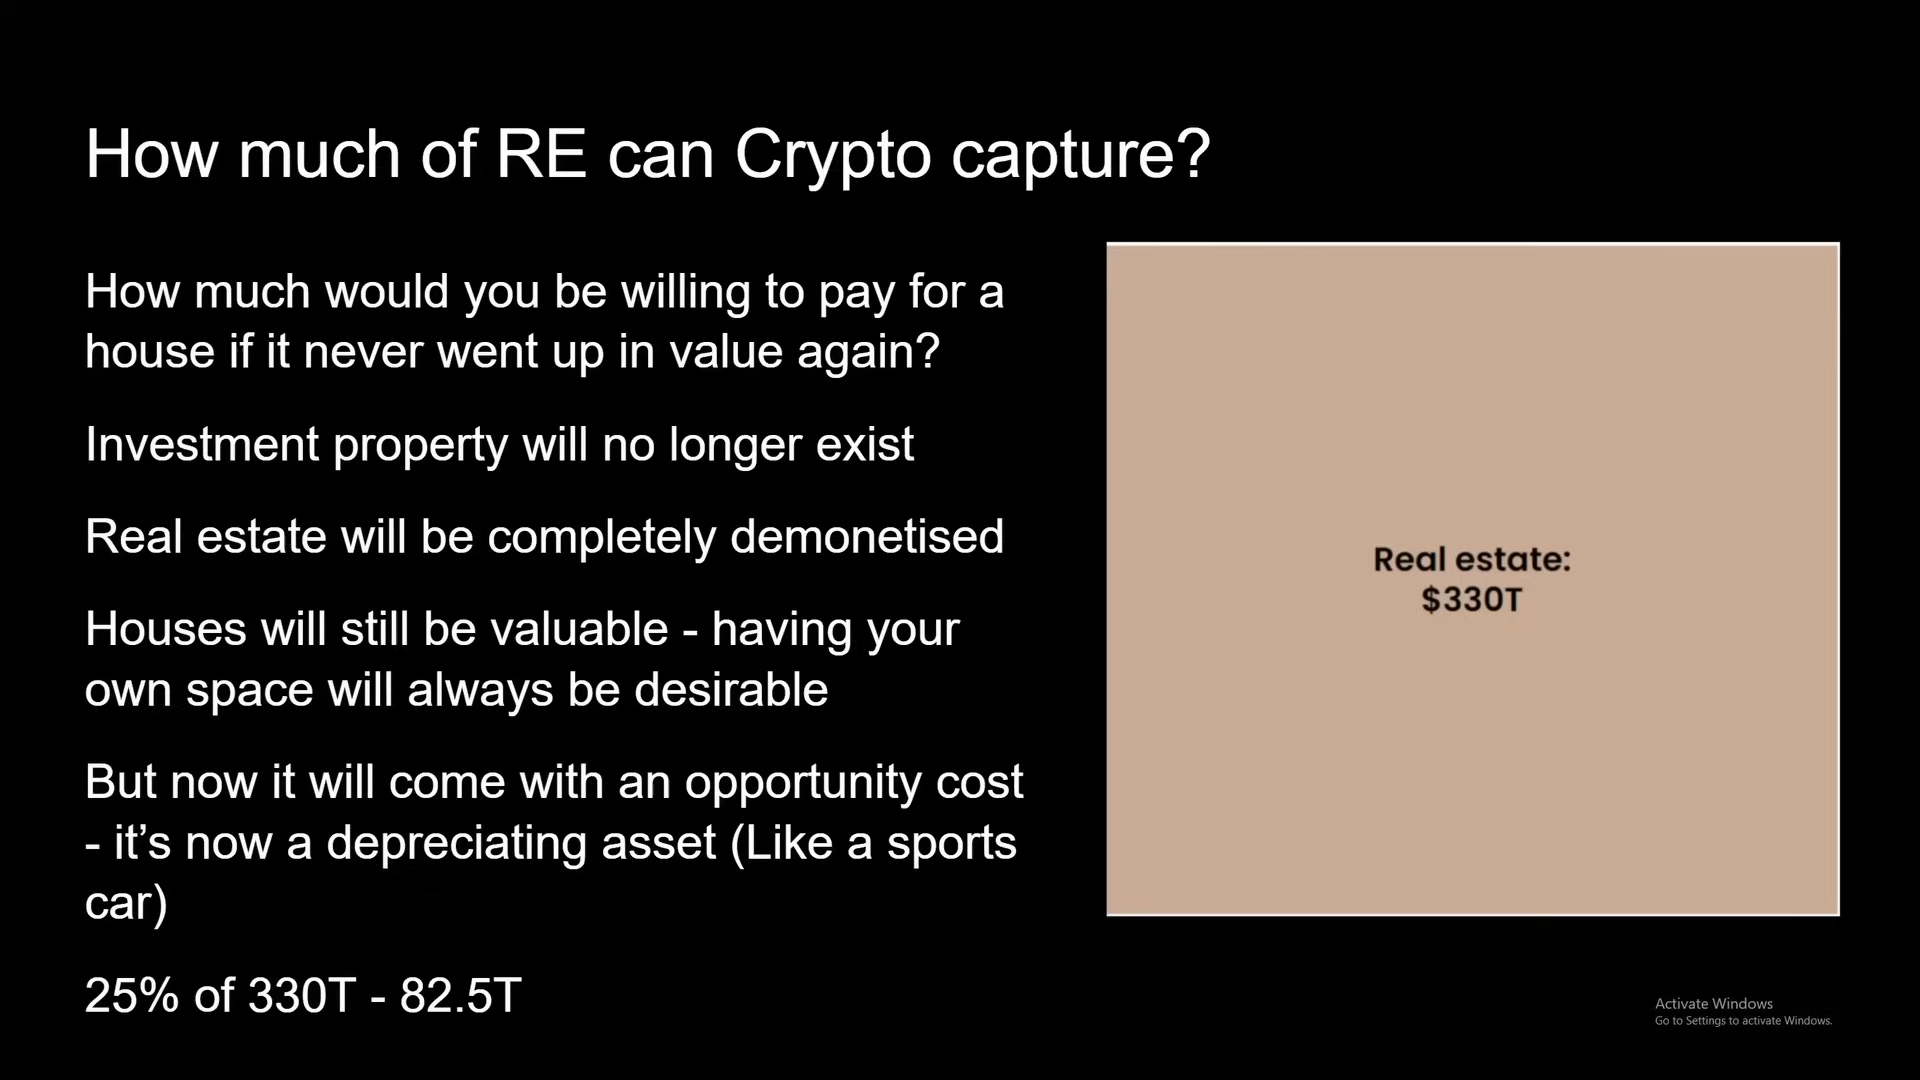 How much of RE can Crypto capture?
How much would you be willing to pay for a
house if it never went up in value again?
Investment property will no longer exist
Real estate will be completely demonetised
Houses will still be valuable - having your
own space will always be desirable
But now it will come with an opportunity cost
- it’s now a depreciating asset (Like a sports
car)
25% of 330T - 82.5T
Real estate:
$330T
Activate Windows
Go to Settings to activate Windows.